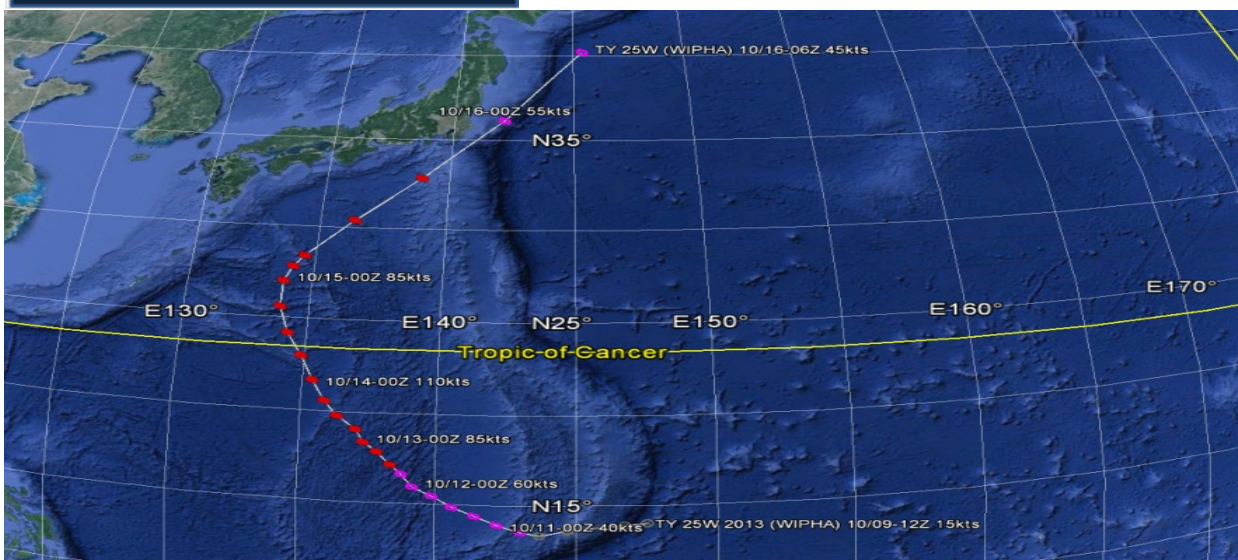 TY 25W (WIPHA) 10/16-06Z 45kts
10/16-00Z 55kts
N35°
10/15-00Z 85kts
E170°
E130°
E140°
N25°
E150°
E160°
Tropic of Cancer
10/14-00Z 110kts
10/13-00Z 85kts
10/12-00Z 60kts
N15°
10/11-00Z 40kts
TY 25W 2013 (WIPHA) 10/09-12Z 15kts